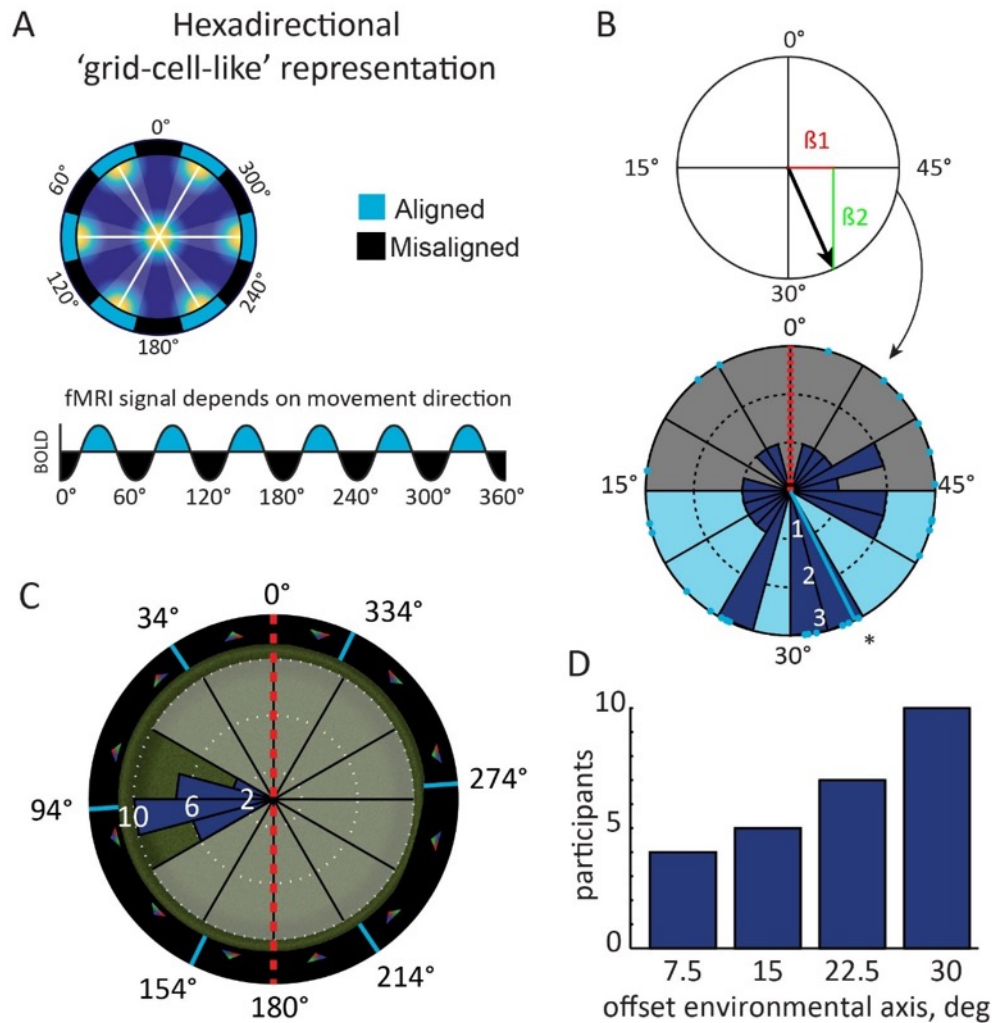 A
Hexadirectional
'grid-cell-like' representation
0°
60°
300°
120°
240°
180°
Aligned
Misaligned
fMRI signal depends on movement direction
BOLD
0° 60° 120° 180° 240° 300° 360°
B
0°
ß1
15°
45°
ß2
30°
0°
15°
45°
1
2
3
*
30°
C
0°
34°
334°
94°
10 6 2
274°
154°
214°
180°
D
10
5
0
participants
7.5 15 22.5 30
offset environmental axis, deg